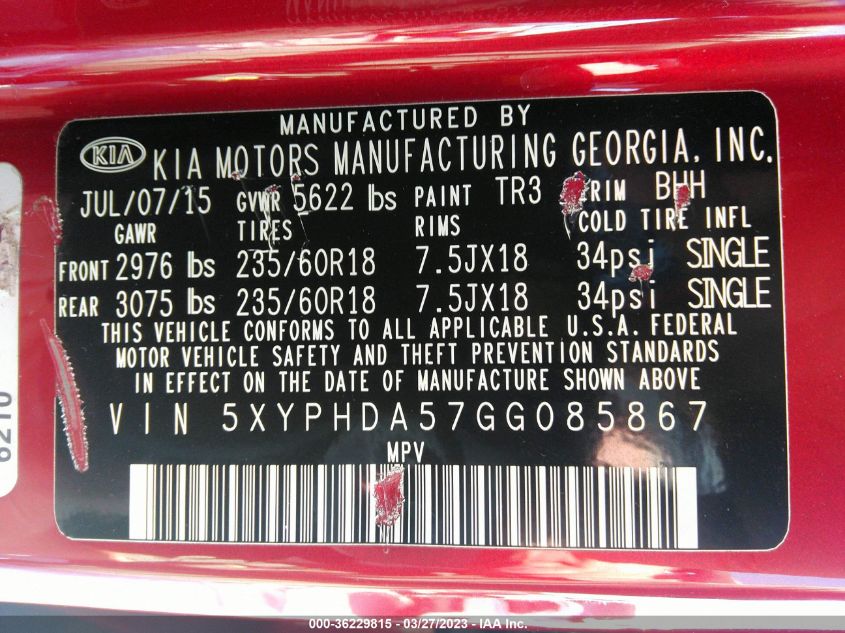 MANUFACTURED BY
KIA KIA MOTORS MANUFACTURING GEORGIA, INC.
JUL/07/15 GVWR 5622 lbs PAINT TR3 TRIM BHH
GAWR TIRES RIMS COLD TIRE INFL
FRONT 2976 lbs 235/60R18 7.5JX18 34psi SINGLE
REAR 3075 lbs 235/60R18 7.5JX18 34psi SINGLE
THIS VEHICLE CONFORMS TO ALL APPLICABLE U.S.A. FEDERAL
MOTOR VEHICLE SAFETY AND THEFT PREVENTION STANDARDS
IN EFFECT ON THE DATE OF MANUFACTURE SHOWN ABOVE
VIN 5XYPHDA57GG085867
MPV
000-36229815 - 03/27/2023 - IAA Inc.